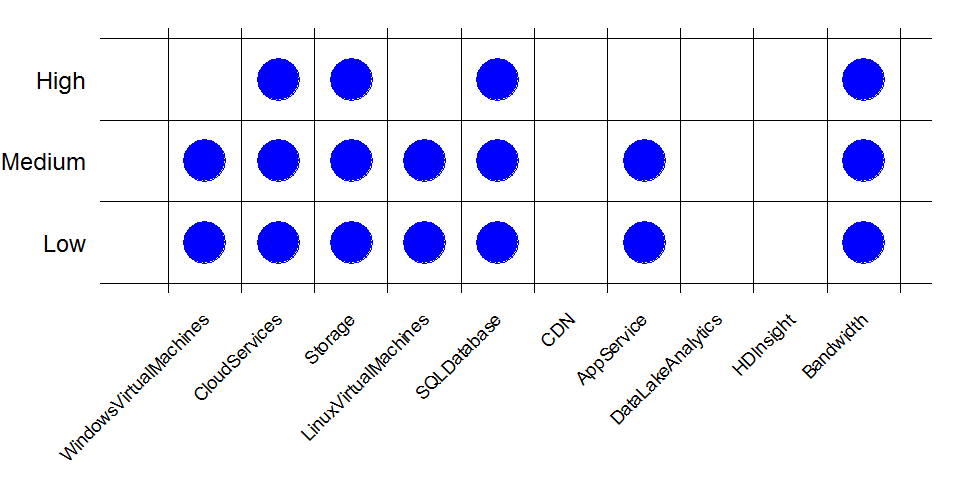 High
Medium
Low
WindowsVirtualMachines
CloudServices
Storage
LinuxVirtualMachines
SQLDatabase
CDN
AppService
DataLakeAnalytics
HDInsight
Bandwidth